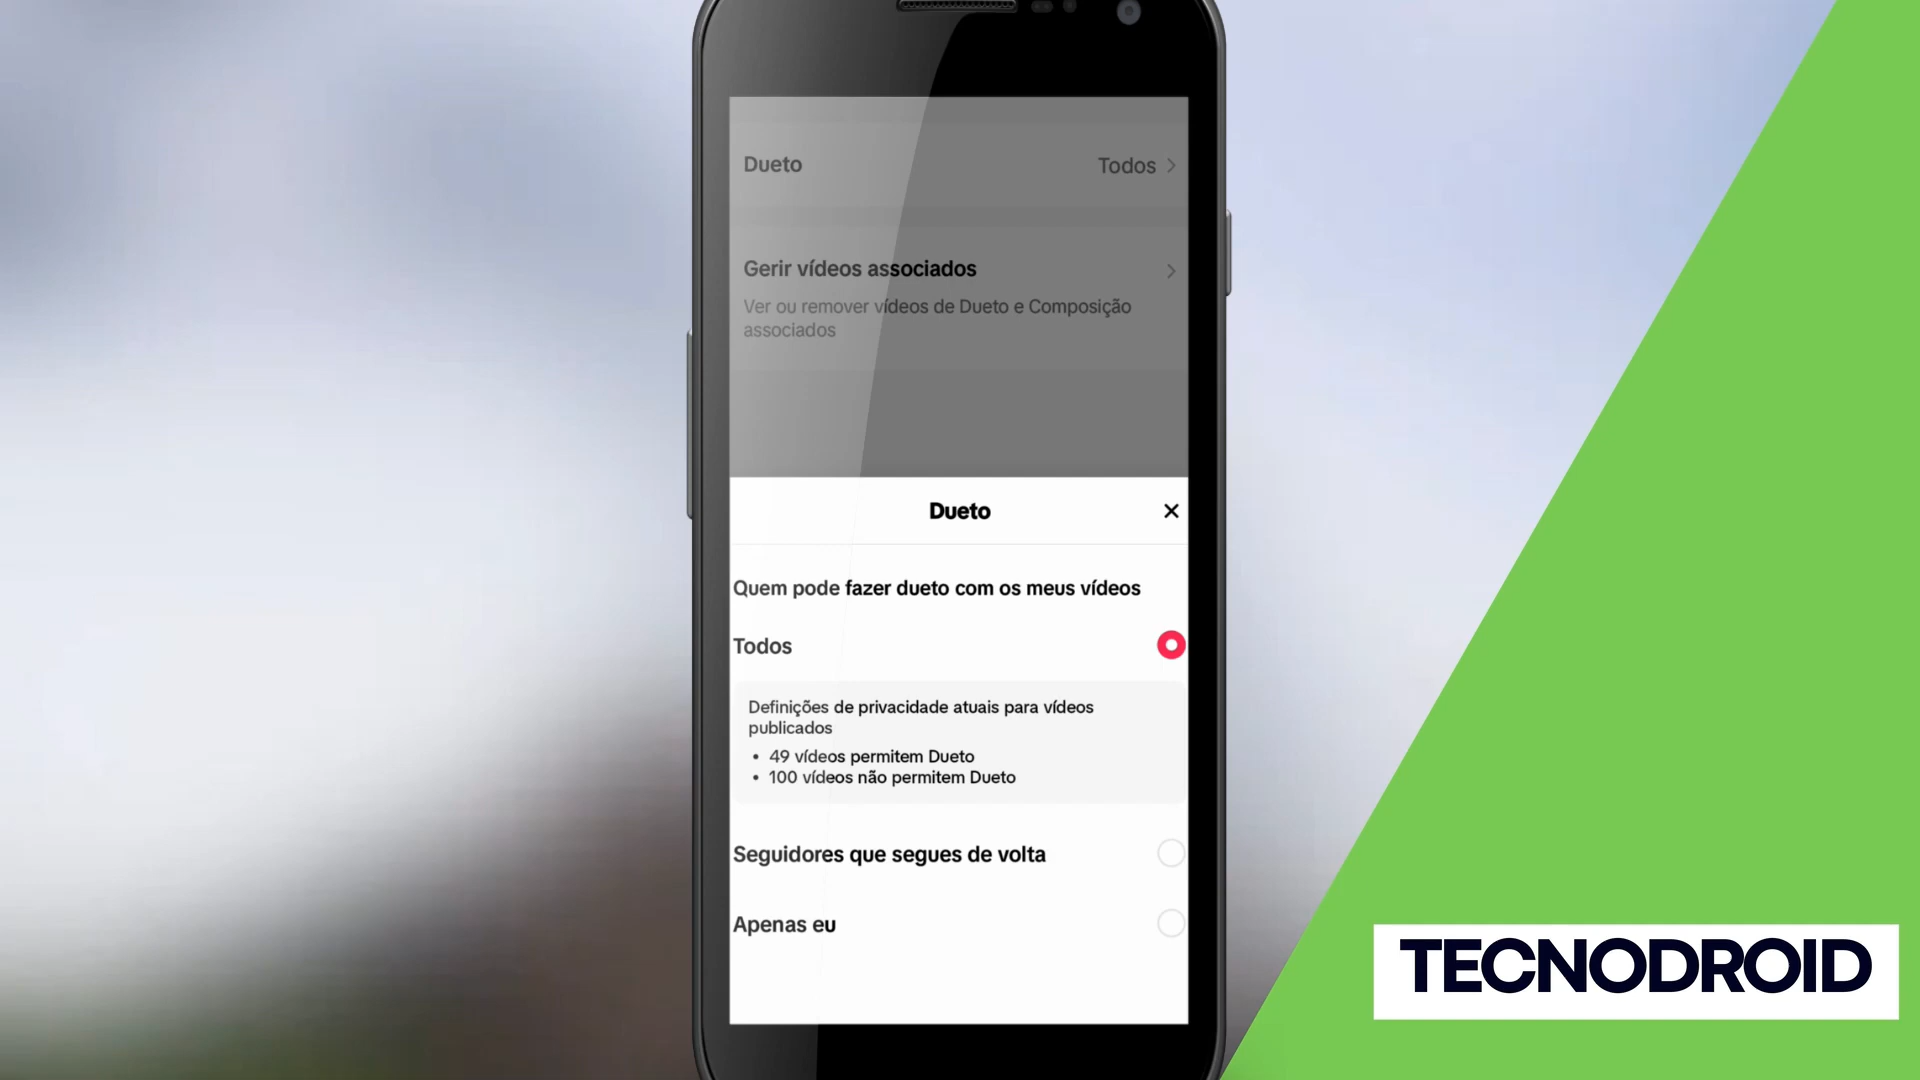 Dueto
Todos
Gerir vídeos associados
Ver ou remover vídeos de Dueto e Composição
associados
Dueto
Quem pode fazer dueto com os meus vídeos
Todos
Definições de privacidade atuais para vídeos
publicados
• 49 vídeos permitem Dueto
• 100 vídeos não permitem Dueto
Seguidores que segues de volta
Apenas eu
TECNODROID